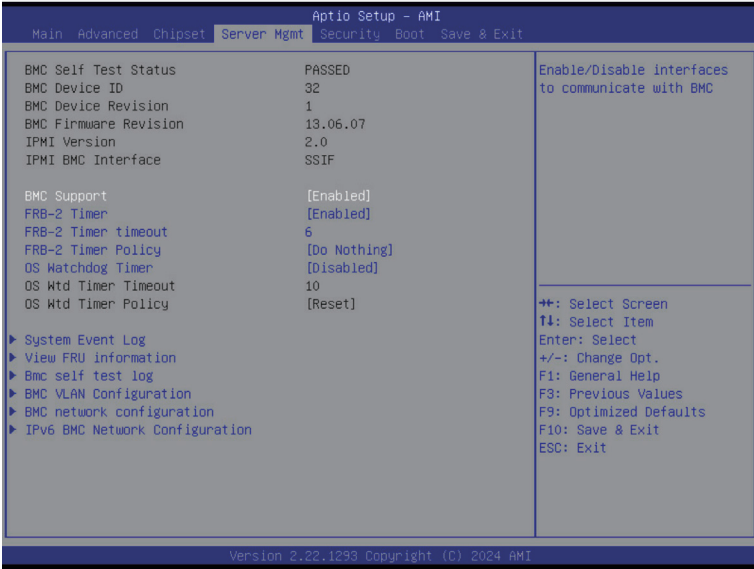 Aptio Setup - AMI
Main Advanced Chipset Server Mgmt Security Boot Save & Exit
BMC Self Test Status PASSED
BMC Device ID 32
BMC Device Revision 1
BMC Firmware Revision 13.06.07
IPMI Version 2.0
IPMI BMC Interface SSIF
BMC Support [Enabled]
FRB-2 Timer [Enabled]
FRB-2 Timer timeout 6
FRB-2 Timer Policy [Do Nothing]
OS Watchdog Timer [Disabled]
OS Wtd Timer Timeout 10
OS Wtd Timer Policy [Reset]
System Event Log
View FRU information
Bmc self test log
BMC VLAN Configuration
BMC network configuration
IPv6 BMC Network Configuration
Enable/Disable interfaces
to communicate with BMC
→←: Select Screen
↑↓: Select Item
Enter: Select
+/-: Change Opt.
F1: General Help
F3: Previous Values
F9: Optimized Defaults
F10: Save & Exit
ESC: Exit
Version 2.22.1293 Copyright (C) 2024 AMI